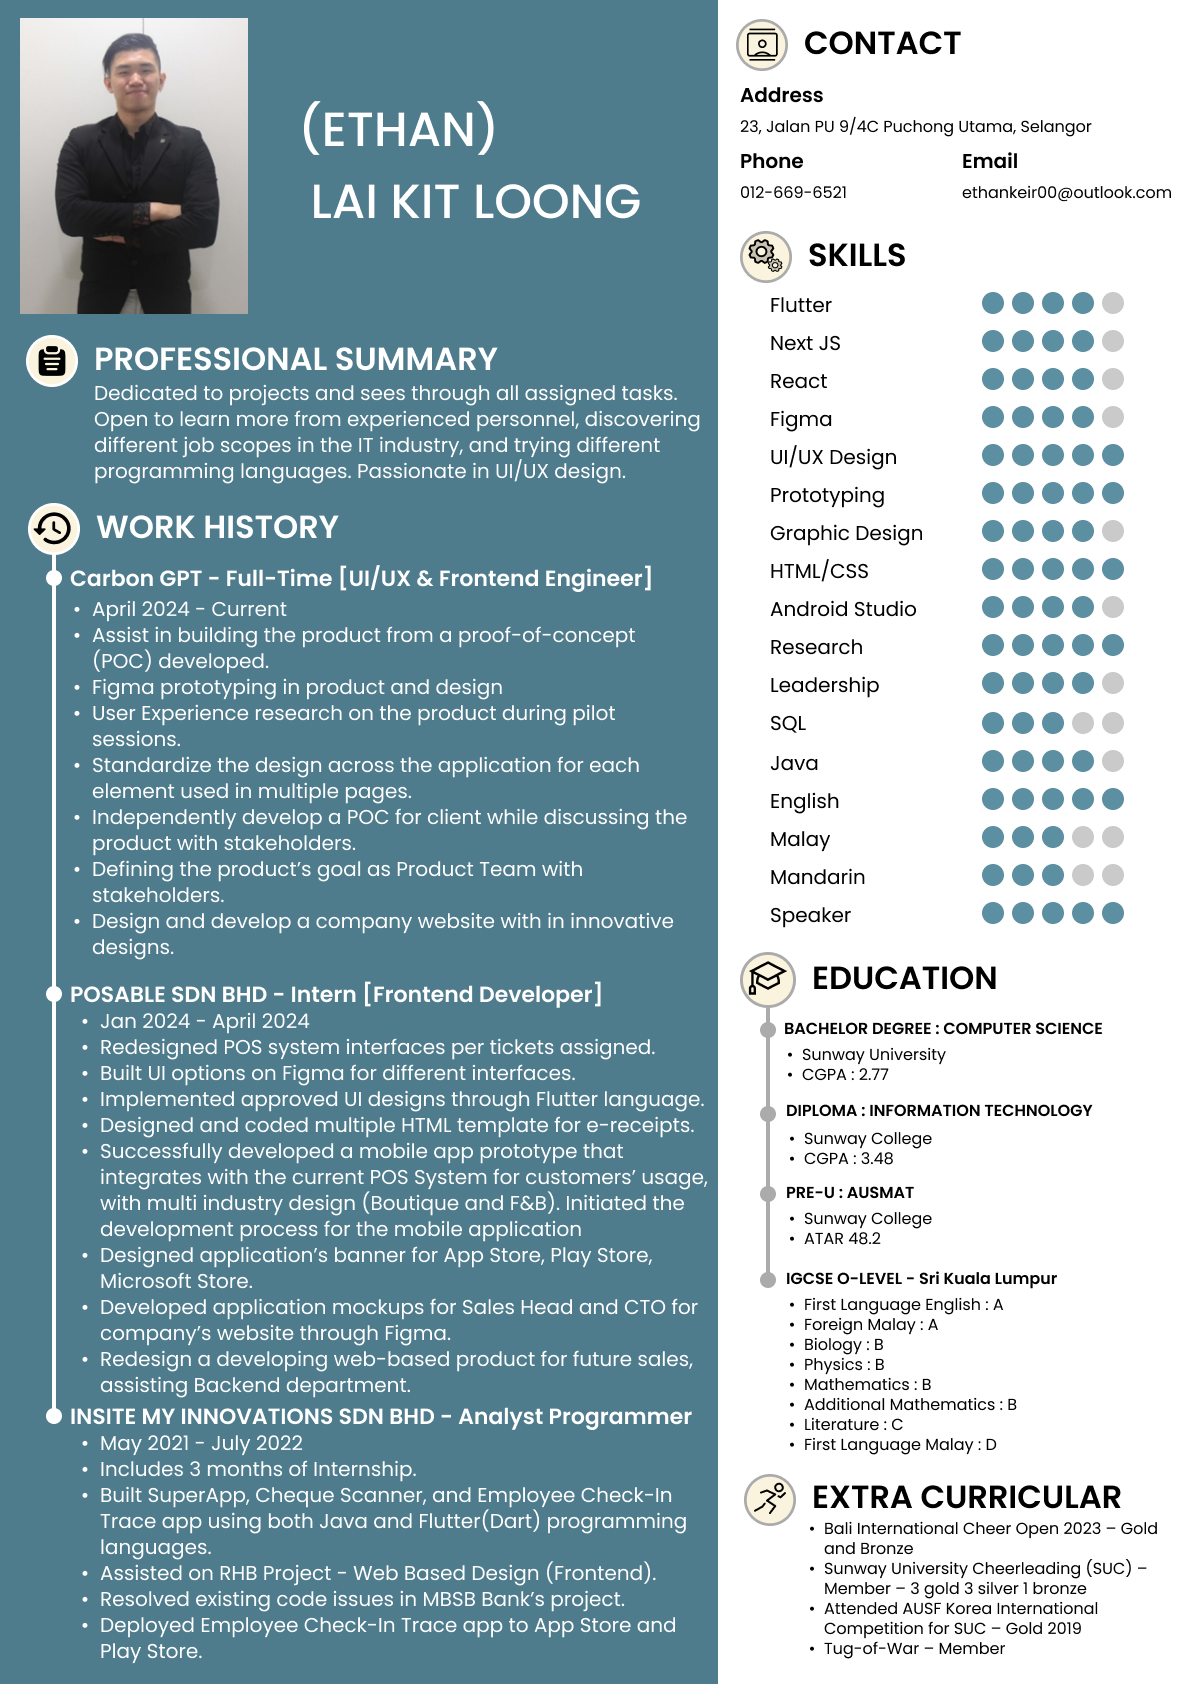 (ETHAN)
LAI KIT LOONG
PROFESSIONAL SUMMARY
Dedicated to projects and sees through all assigned tasks.
Open to learn more from experienced personnel, discovering
different job scopes in the IT industry, and trying different
programming languages. Passionate in UI/UX design.
WORK HISTORY
Carbon GPT - Full-Time [UI/UX & Frontend Engineer]
• April 2024 - Current
• Assist in building the product from a proof-of-concept
(POC) developed.
• Figma prototyping in product and design
• User Experience research on the product during pilot
sessions.
• Standardize the design across the application for each
element used in multiple pages.
• Independently develop a POC for client while discussing the
product with stakeholders.
• Defining the product’s goal as Product Team with
stakeholders.
• Design and develop a company website with in innovative
designs.
POSABLE SDN BHD - Intern [Frontend Developer]
• Jan 2024 - April 2024
• Redesigned POS system interfaces per tickets assigned.
• Built UI options on Figma for different interfaces.
• Implemented approved UI designs through Flutter language.
• Designed and coded multiple HTML template for e-receipts.
• Successfully developed a mobile app prototype that
integrates with the current POS System for customers’ usage,
with multi industry design (Boutique and F&B). Initiated the
development process for the mobile application
• Designed application’s banner for App Store, Play Store,
Microsoft Store.
• Developed application mockups for Sales Head and CTO for
company’s website through Figma.
• Redesign a developing web-based product for future sales,
assisting Backend department.
INSITE MY INNOVATIONS SDN BHD - Analyst Programmer
• May 2021 - July 2022
• Includes 3 months of Internship.
• Built SuperApp, Cheque Scanner, and Employee Check-In
Trace app using both Java and Flutter(Dart) programming
languages.
• Assisted on RHB Project - Web Based Design (Frontend).
• Resolved existing code issues in MBSB Bank’s project.
• Deployed Employee Check-In Trace app to App Store and
Play Store.
CONTACT
Address
23, Jalan PU 9/4C Puchong Utama, Selangor
Phone Email
012-669-6521 ethankeir00@outlook.com
SKILLS
Flutter
Next JS
React
Figma
UI/UX Design
Prototyping
Graphic Design
HTML/CSS
Android Studio
Research
Leadership
SQL
Java
English
Malay
Mandarin
Speaker
EDUCATION
BACHELOR DEGREE : COMPUTER SCIENCE
• Sunway University
• CGPA : 2.77
DIPLOMA : INFORMATION TECHNOLOGY
• Sunway College
• CGPA : 3.48
PRE-U : AUSMAT
• Sunway College
• ATAR 48.2
IGCSE O-LEVEL - Sri Kuala Lumpur
• First Language English : A
• Foreign Malay : A
• Biology : B
• Physics : B
• Mathematics : B
• Additional Mathematics : B
• Literature : C
• First Language Malay : D
EXTRA CURRICULAR
• Bali International Cheer Open 2023 – Gold
and Bronze
• Sunway University Cheerleading (SUC) –
Member – 3 gold 3 silver 1 bronze
• Attended AUSF Korea International
Competition for SUC – Gold 2019
• Tug-of-War – Member